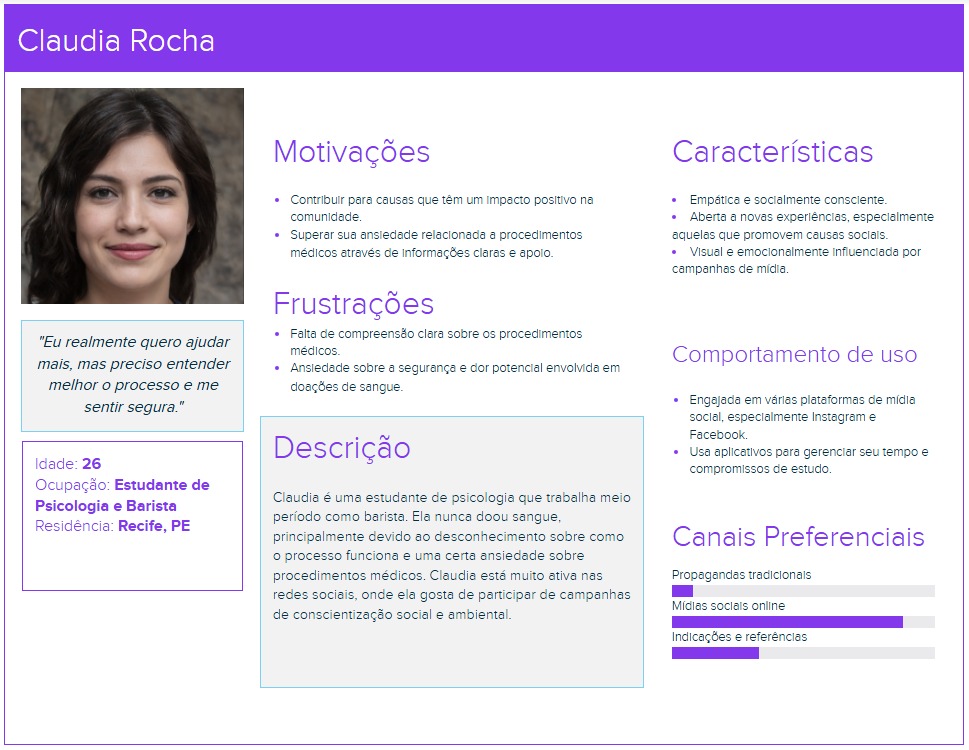 Claudia Rocha
"Eu realmente quero ajudar
mais, mas preciso entender
melhor o processo e me
sentir segura."
Idade: 26
Ocupação: Estudante de
Psicologia e Barista
Residência: Recife, PE
Motivações
• Contribuir para causas que têm um impacto positivo na
comunidade.
• Superar sua ansiedade relacionada a procedimentos
médicos através de informações claras e apoio.
Frustrações
• Falta de compreensão clara sobre os procedimentos
médicos.
• Ansiedade sobre a segurança e dor potencial envolvida em
doações de sangue.
Descrição
Claudia é uma estudante de psicologia que trabalha meio
período como barista. Ela nunca doou sangue,
principalmente devido ao desconhecimento sobre como
o processo funciona e uma certa ansiedade sobre
procedimentos médicos. Claudia está muito ativa nas
redes sociais, onde ela gosta de participar de campanhas
de conscientização social e ambiental.
Características
• Empática e socialmente consciente.
• Aberta a novas experiências, especialmente
aquelas que promovem causas sociais.
• Visual e emocionalmente influenciada por
campanhas de mídia.
Comportamento de uso
• Engajada em várias plataformas de mídia
social, especialmente Instagram e
Facebook.
• Usa aplicativos para gerenciar seu tempo e
compromissos de estudo.
Canais Preferenciais
Propagandas tradicionais
Mídias sociais online
Indicações e referências